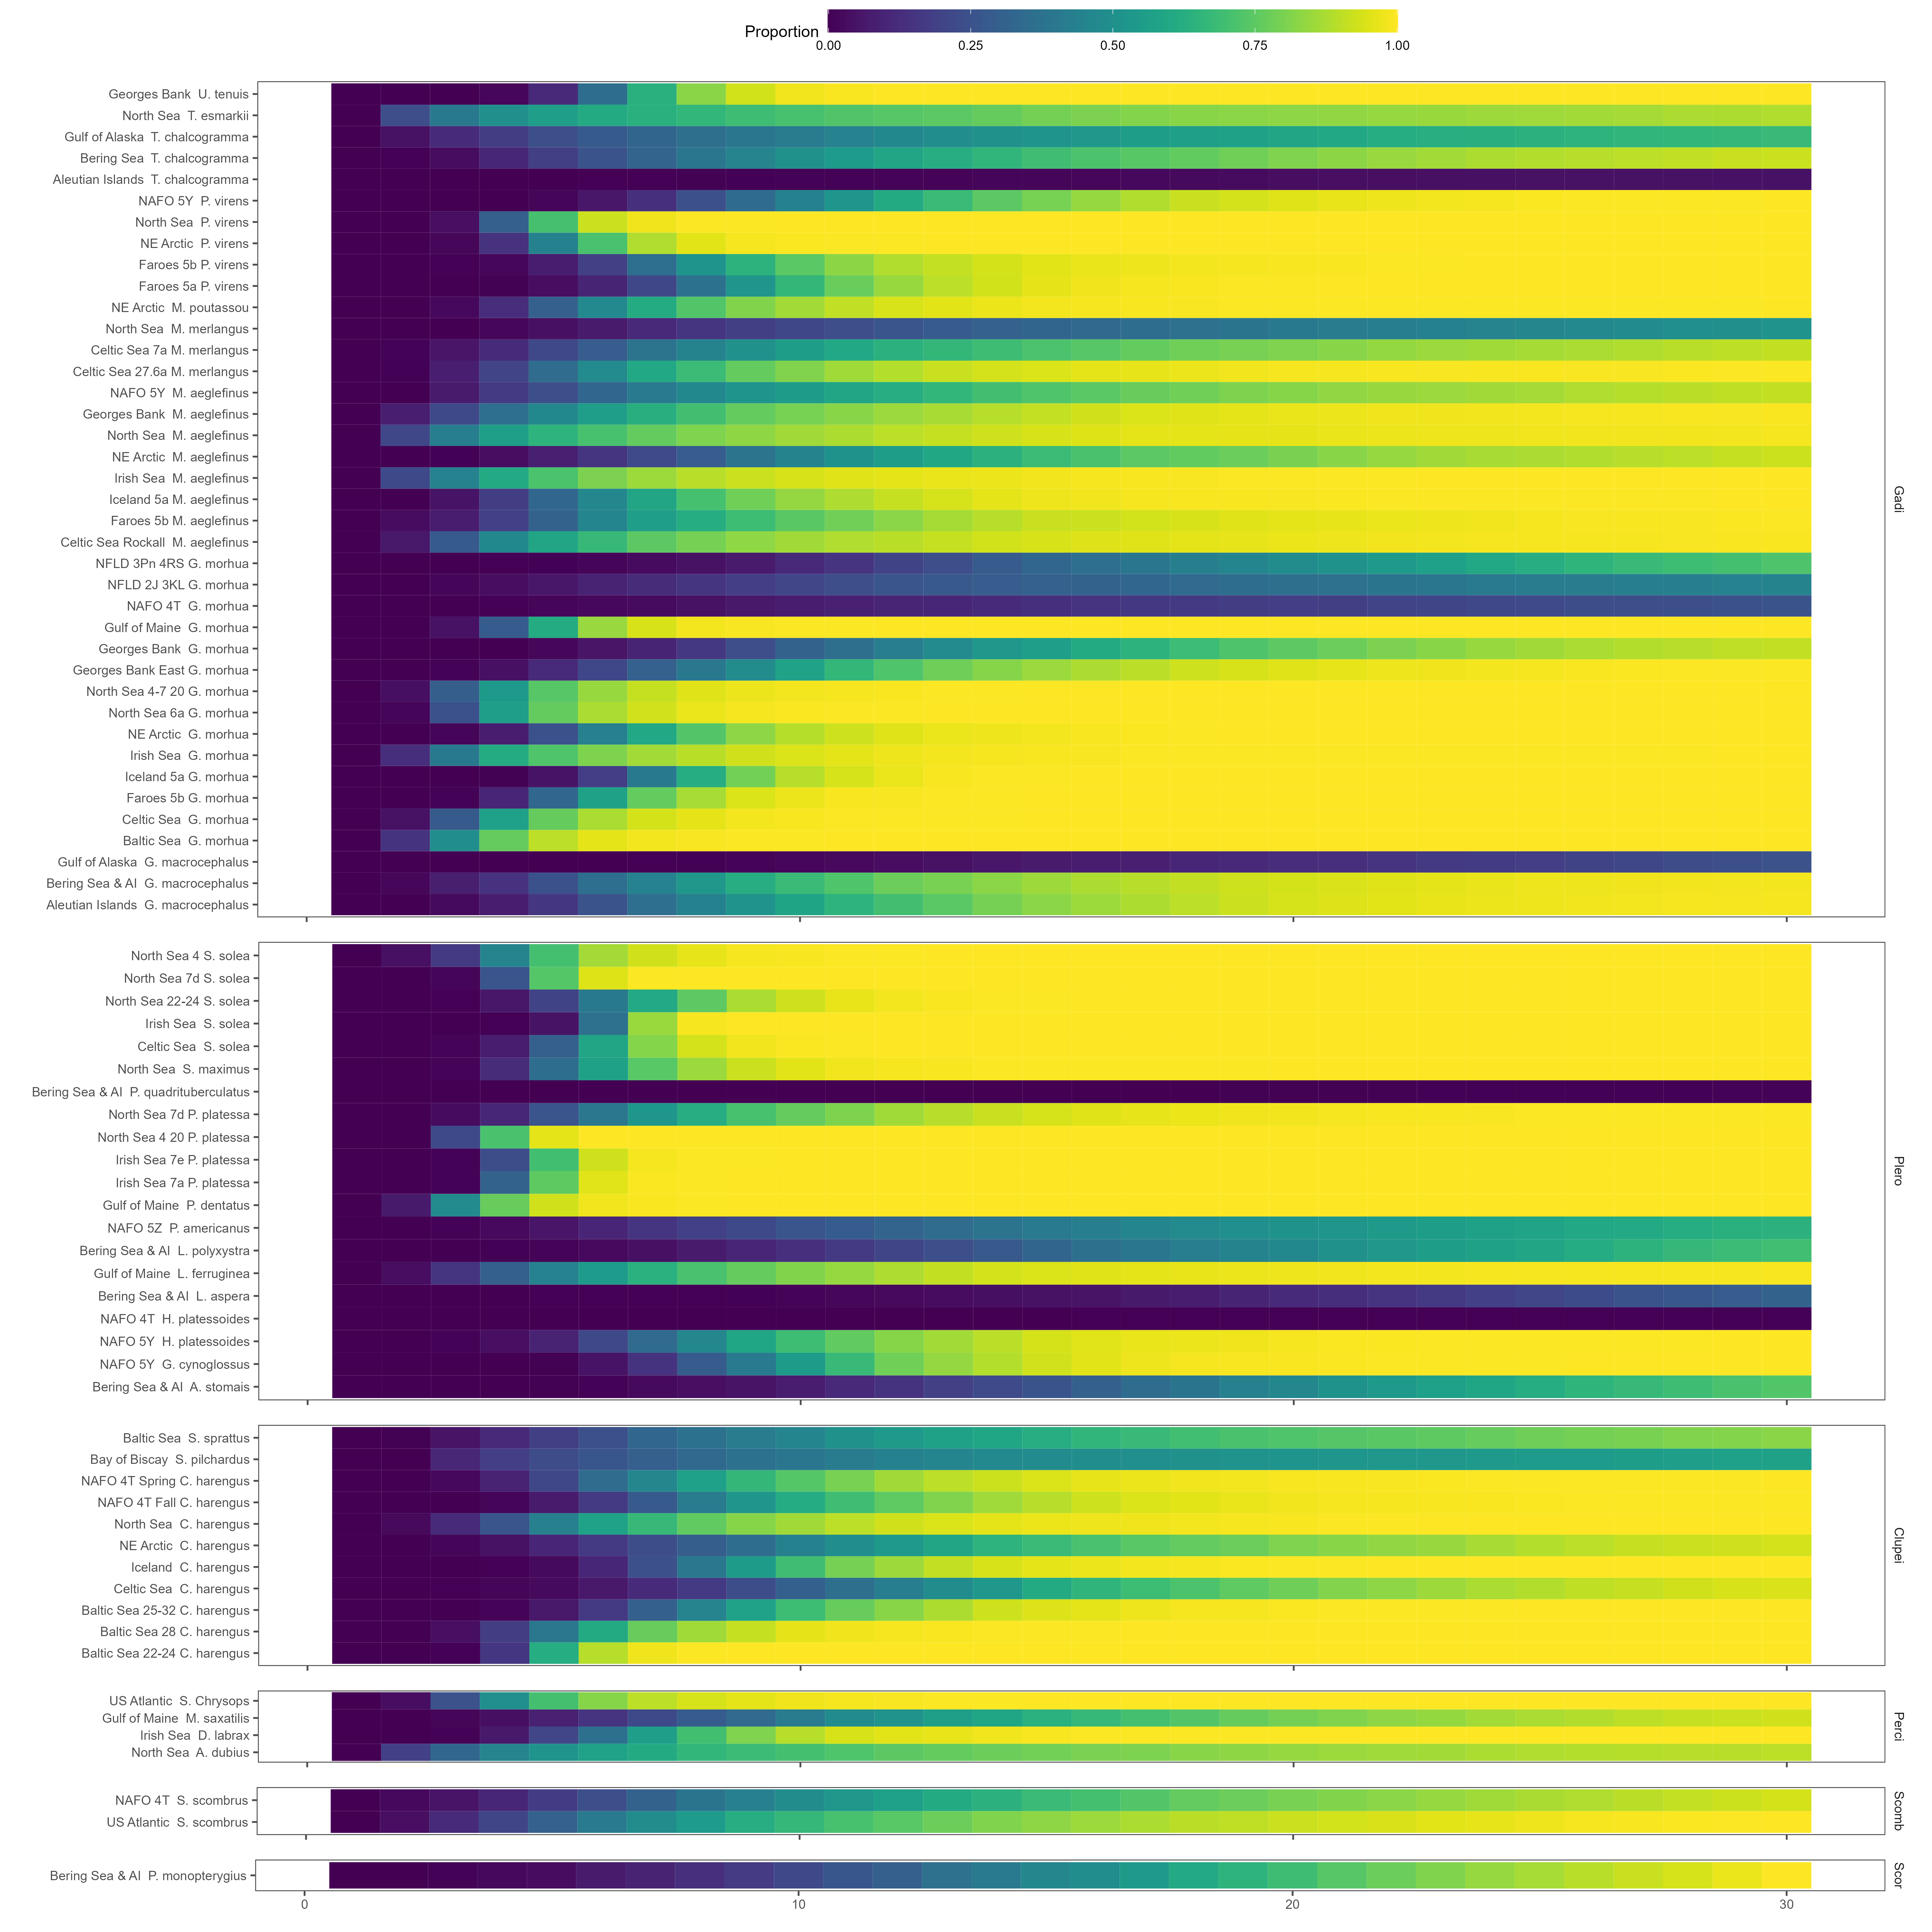 Proportion
0.00 0.25 0.50 0.75 1.00
Georges Bank  U. tenuis
North Sea  T. esmarkii
Gulf of Alaska  T. chalcogramma
Bering Sea  T. chalcogramma
Aleutian Islands  T. chalcogramma
NAFO 5Y  P. virens
North Sea  P. virens
NE Arctic  P. virens
Faroes 5b P. virens
Faroes 5a P. virens
NE Arctic  M. poutassou
North Sea  M. merlangus
Celtic Sea 7a M. merlangus
Celtic Sea 27.6a M. merlangus
NAFO 5Y  M. aeglefinus
Georges Bank  M. aeglefinus
North Sea  M. aeglefinus
NE Arctic  M. aeglefinus
Irish Sea  M. aeglefinus
Iceland 5a M. aeglefinus
Faroes 5b M. aeglefinus
Celtic Sea Rockall  M. aeglefinus
NFLD 3Pn 4RS G. morhua
NFLD 2J 3KL G. morhua
NAFO 4T  G. morhua
Gulf of Maine  G. morhua
Georges Bank  G. morhua
Georges Bank East G. morhua
North Sea 4-7 20 G. morhua
North Sea 6a G. morhua
NE Arctic  G. morhua
Irish Sea  G. morhua
Iceland 5a G. morhua
Faroes 5b G. morhua
Celtic Sea  G. morhua
Baltic Sea  G. morhua
Gulf of Alaska  G. macrocephalus
Bering Sea & AI  G. macrocephalus
Aleutian Islands  G. macrocephalus
Gadi
North Sea 4 S. solea
North Sea 7d S. solea
North Sea 22-24 S. solea
Irish Sea  S. solea
Celtic Sea  S. solea
North Sea  S. maximus
Bering Sea & AI  P. quadrituberculatus
North Sea 7d P. platessa
North Sea 4 20 P. platessa
Irish Sea 7e P. platessa
Irish Sea 7a P. platessa
Gulf of Maine  P. dentatus
NAFO 5Z  P. americanus
Bering Sea & AI  L. polyxystra
Gulf of Maine  L. ferruginea
Bering Sea & AI  L. aspera
NAFO 4T  H. platessoides
NAFO 5Y  H. platessoides
NAFO 5Y  G. cynoglossus
Bering Sea & AI  A. stomais
Plero
Baltic Sea  S. sprattus
Bay of Biscay  S. pilchardus
NAFO 4T Spring C. harengus
NAFO 4T Fall C. harengus
North Sea  C. harengus
NE Arctic  C. harengus
Iceland  C. harengus
Celtic Sea  C. harengus
Baltic Sea 25-32 C. harengus
Baltic Sea 28 C. harengus
Baltic Sea 22-24 C. harengus
Clupei
US Atlantic  S. Chrysops
Gulf of Maine  M. saxatilis
Irish Sea  D. labrax
North Sea  A. dubius
Perci
NAFO 4T  S. scombrus
US Atlantic  S. scombrus
Scomb
Bering Sea & AI  P. monopterygius
Scor
0 10 20 30